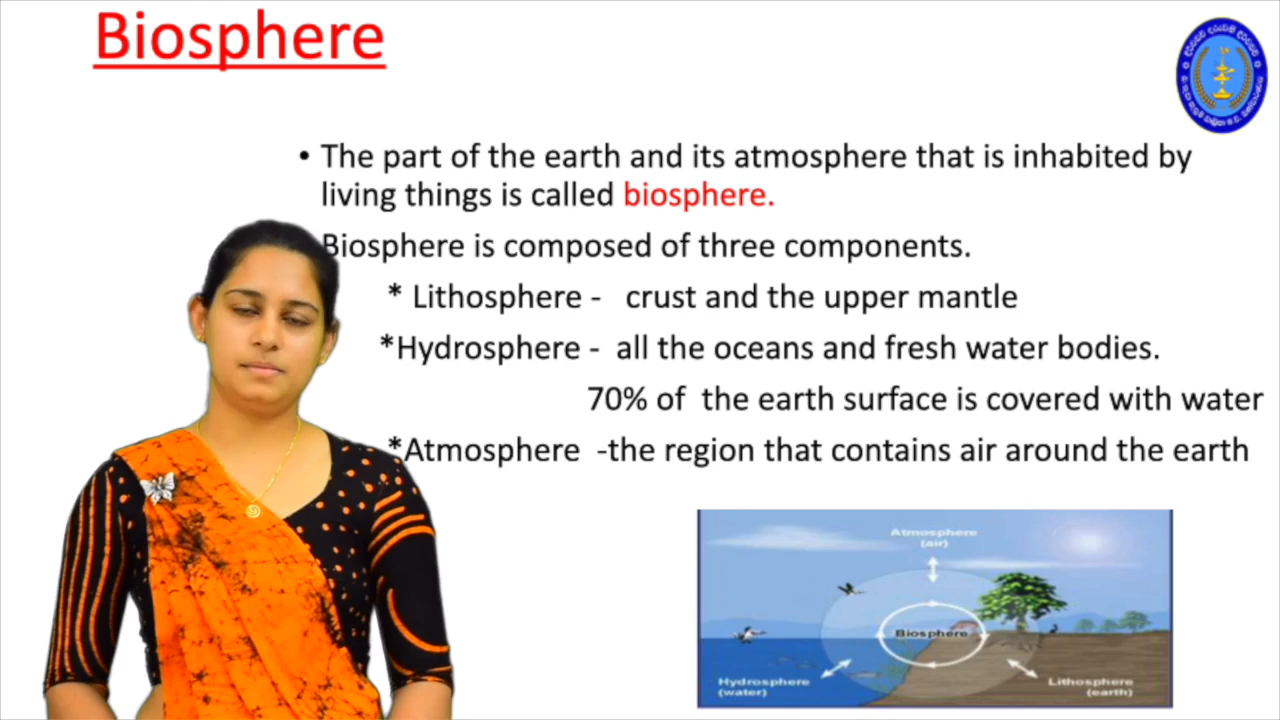 Biosphere
• The part of the earth and its atmosphere that is inhabited by
living things is called biosphere.
Biosphere is composed of three components.
* Lithosphere - crust and the upper mantle
*Hydrosphere - all the oceans and fresh water bodies.
70% of the earth surface is covered with water
*Atmosphere -the region that contains air around the earth
Atmosphere
(air)
Biosphere
Hydrosphere
(water)
Lithosphere
(earth)